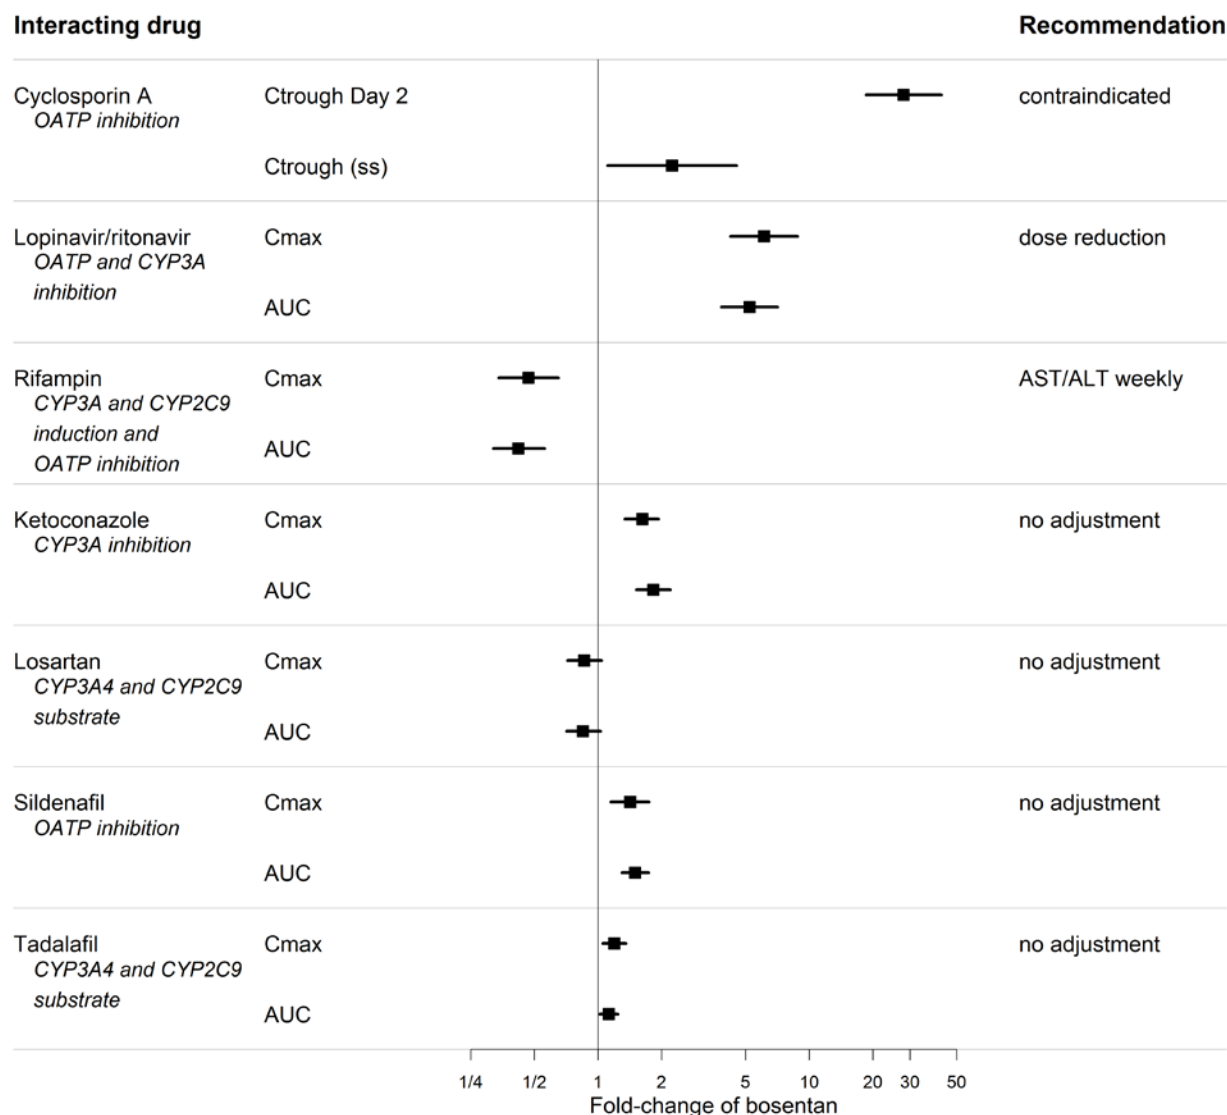 Interacting drug Recommendation
Cyclosporin A Ctrough Day 2 contraindicated
OATP inhibition
Ctrough (ss)
Lopinavir/ritonavir Cmax dose reduction
OATP and CYP3A
inhibition
AUC
Rifampin Cmax AST/ALT weekly
CYP3A and CYP2C9
induction and
AUC
OATP inhibition
Ketoconazole Cmax no adjustment
CYP3A inhibition
AUC
Losartan Cmax no adjustment
CYP3A4 and CYP2C9
substrate
AUC
Sildenafil Cmax no adjustment
OATP inhibition
AUC
Tadalafil Cmax no adjustment
CYP3A4 and CYP2C9
substrate
AUC
1/4 1/2 1 2 5 10 20 30 50
Fold-change of bosentan